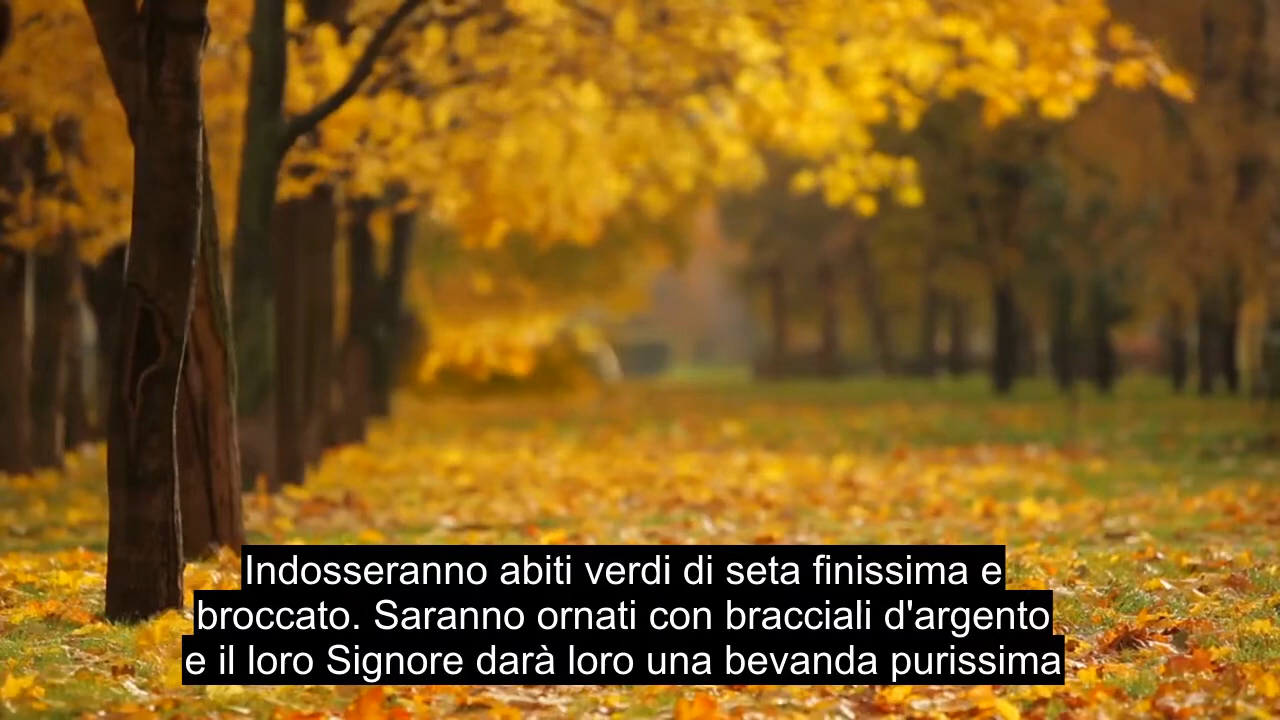 Indosseranno abiti verdi di seta finissima e
broccato. Saranno ornati con bracciali d'argento
e il loro Signore darà loro una bevanda purissima